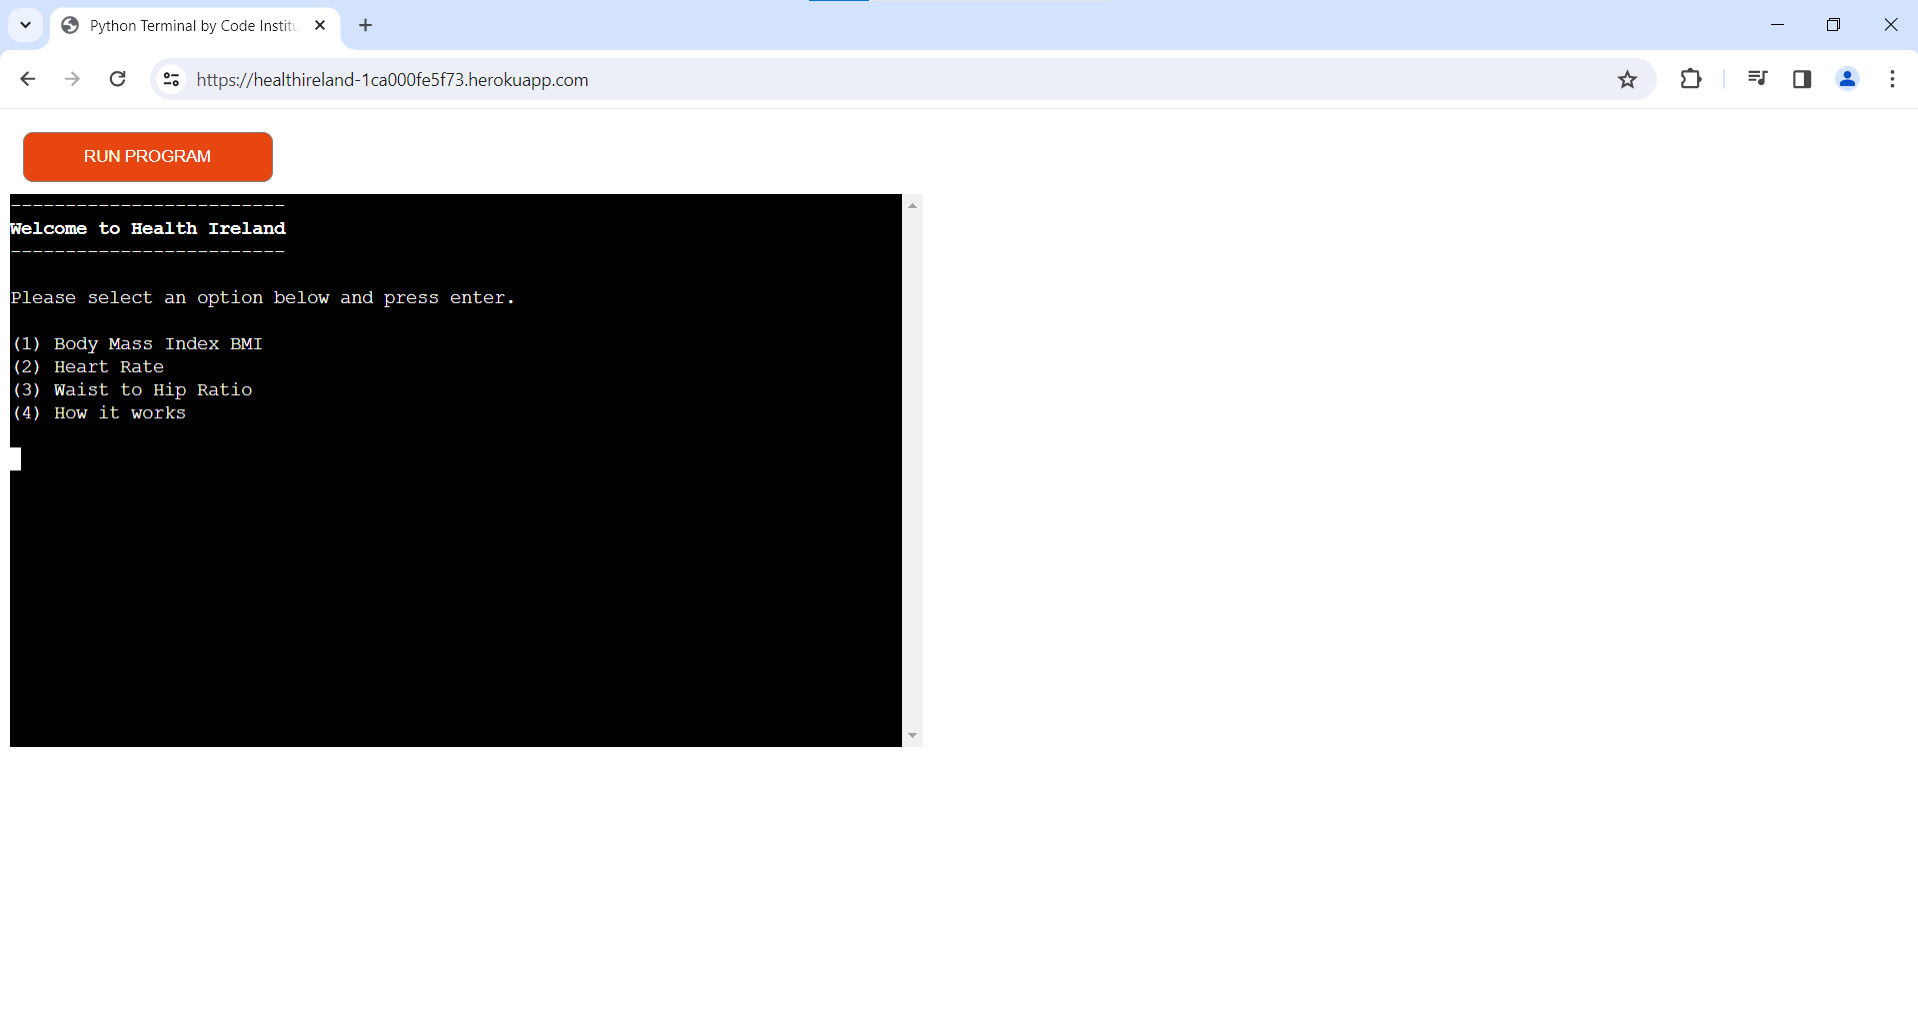 Python Terminal by Code Institu
https://healthireland-1ca000fe5f73.herokuapp.com
RUN PROGRAM
-------------------------
Welcome to Health Ireland
-------------------------
Please select an option below and press enter.
(1) Body Mass Index BMI
(2) Heart Rate
(3) Waist to Hip Ratio
(4) How it works